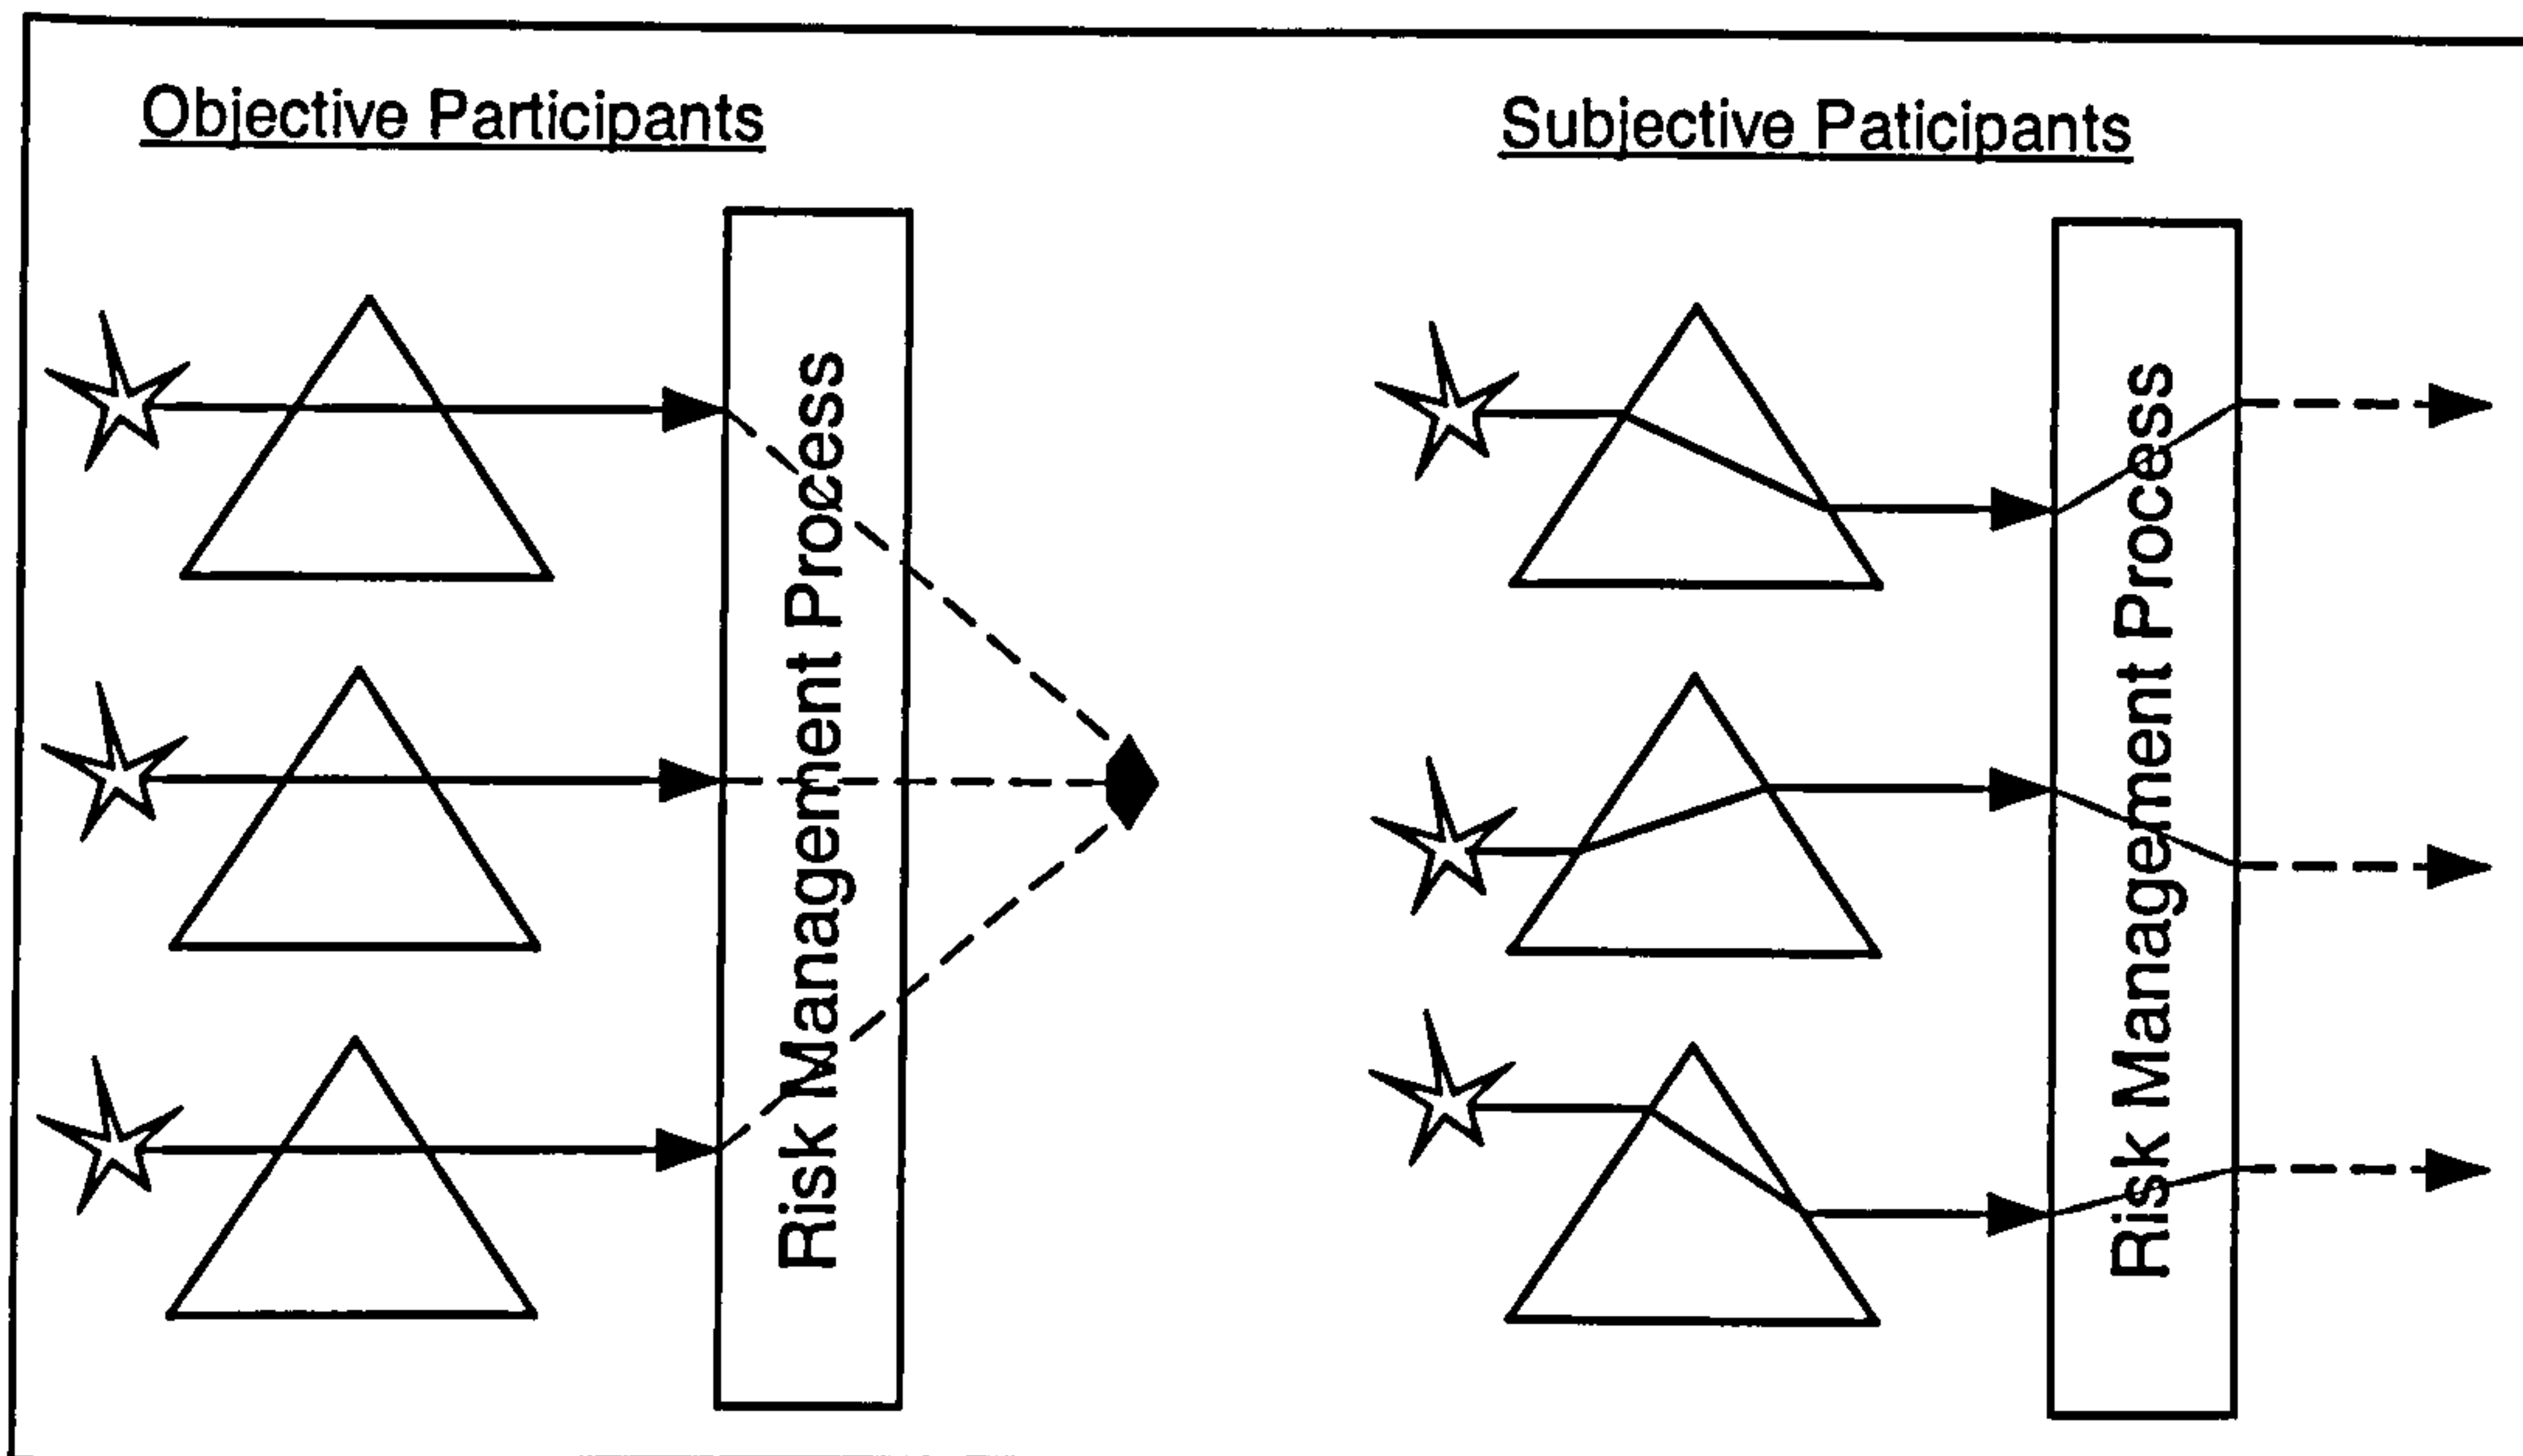 Objective Participants
Subjective Paticipants
Risk Management Process
Risk Management Process